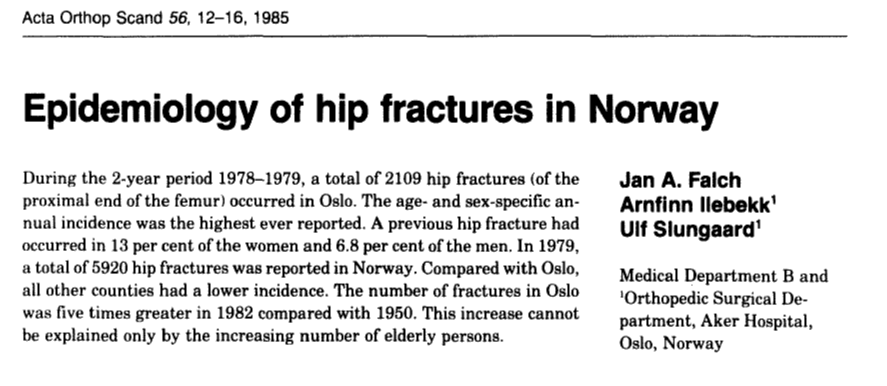 Acta Orthop Scand 56, 12–16, 1985
Epidemiology of hip fractures in Norway
During the 2-year period 1978–1979, a total of 2109 hip fractures (of the
proximal end of the femur) occurred in Oslo. The age- and sex-specific an-
nual incidence was the highest ever reported. A previous hip fracture had
occurred in 13 per cent of the women and 6.8 per cent of the men. In 1979,
a total of 5920 hip fractures was reported in Norway. Compared with Oslo,
all other counties had a lower incidence. The number of fractures in Oslo
was five times greater in 1982 compared with 1950. This increase cannot
be explained only by the increasing number of elderly persons.
Jan A. Falch
Arnfinn Ilebekk¹
Ulf Slungaard¹
Medical Department B and
¹Orthopedic Surgical De-
partment, Aker Hospital,
Oslo, Norway